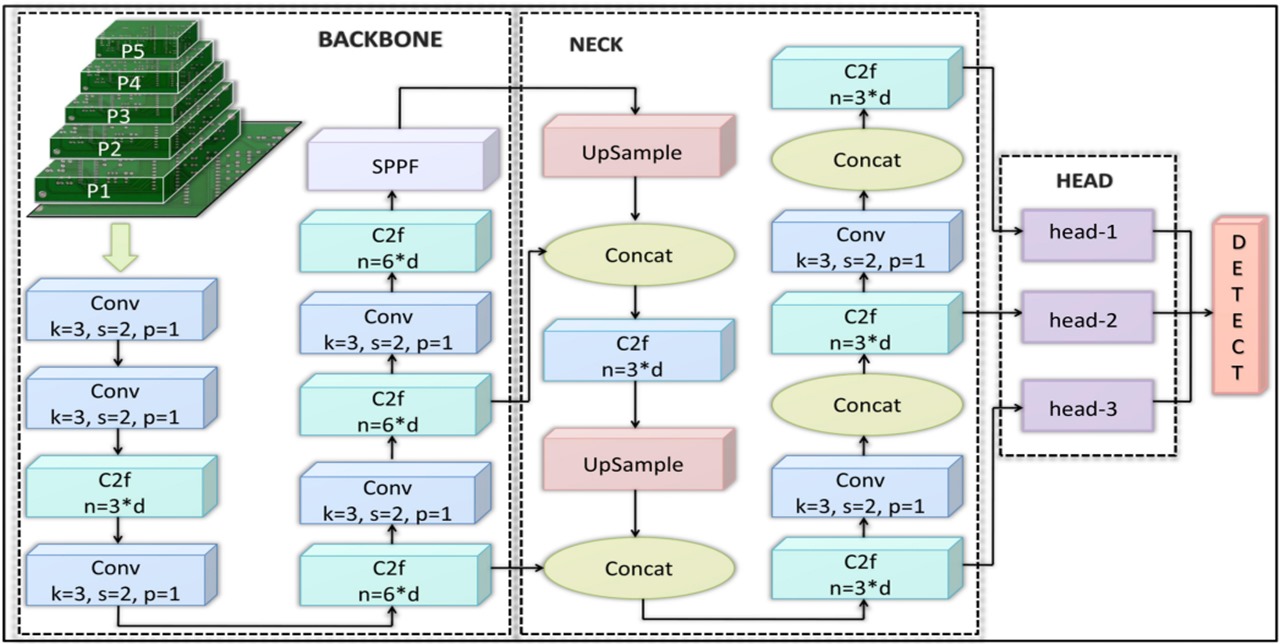 BACKBONE
P5
P4
P3
P2
P1
Conv
k=3, s=2, p=1
Conv
k=3, s=2, p=1
C2f
n=3*d
Conv
k=3, s=2, p=1
SPPF
C2f
n=6*d
Conv
k=3, s=2, p=1
C2f
n=6*d
Conv
k=3, s=2, p=1
C2f
n=6*d
NECK
UpSample
Concat
C2f
n=3*d
UpSample
Concat
C2f
n=3*d
Concat
Conv
k=3, s=2, p=1
C2f
n=3*d
Concat
Conv
k=3, s=2, p=1
C2f
n=3*d
HEAD
head-1
head-2
head-3
D
E
T
E
C
T